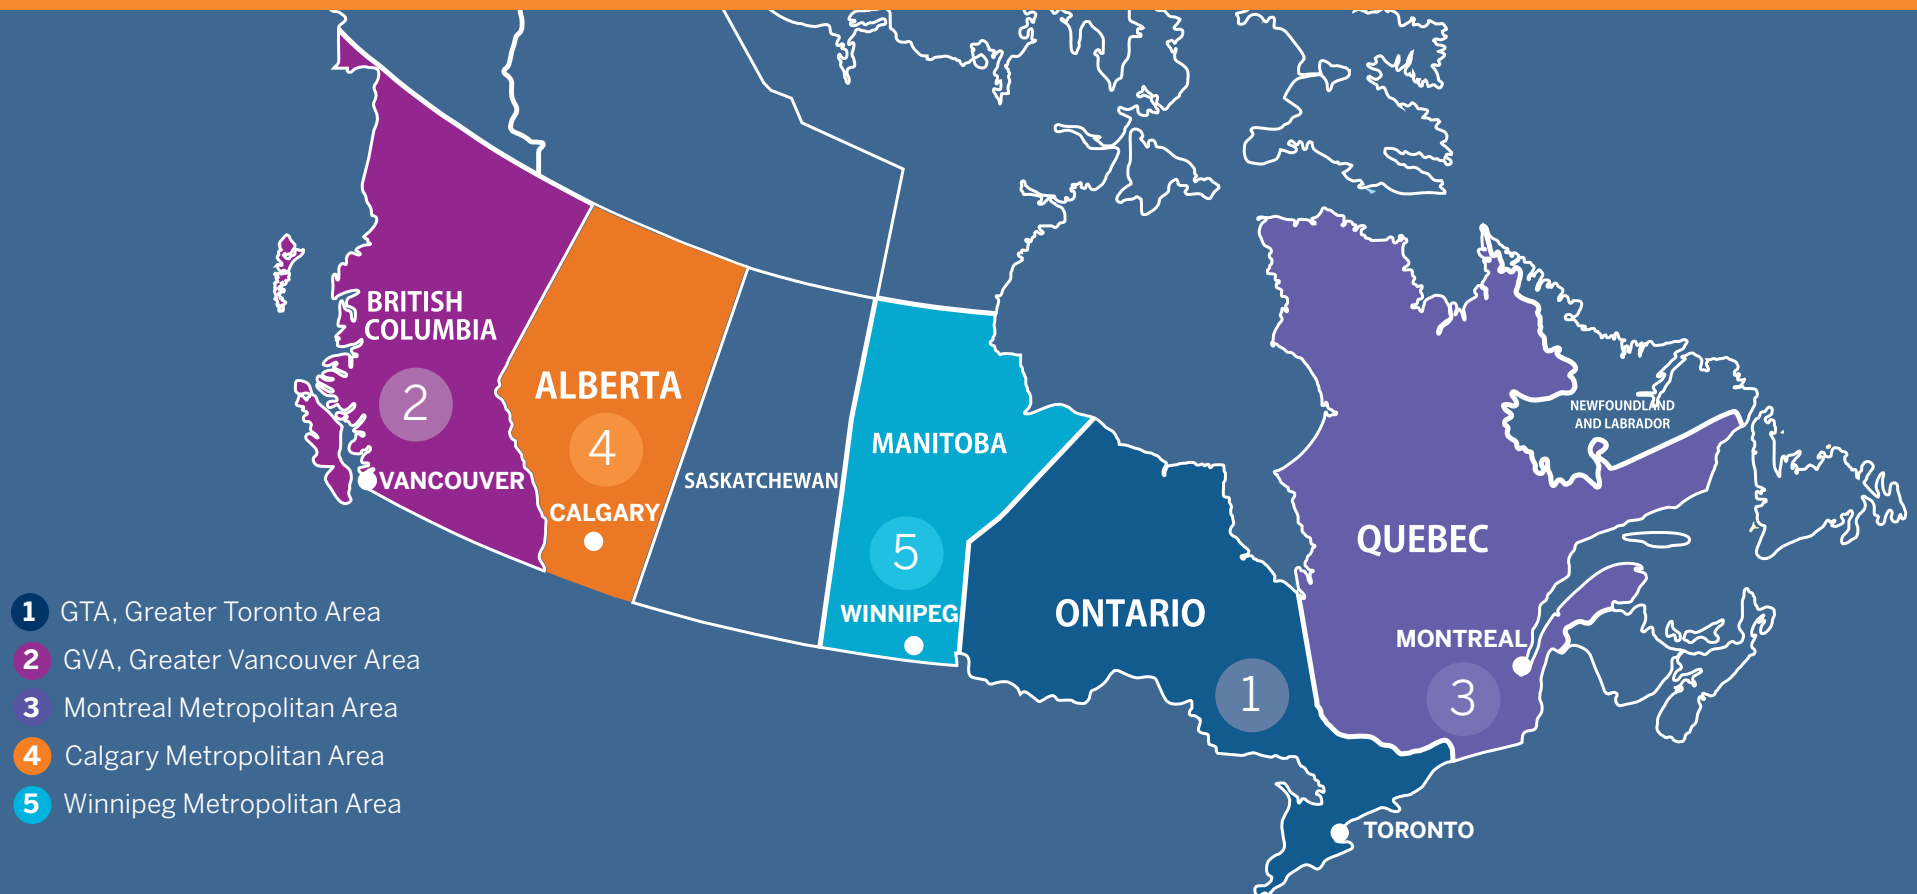 BRITISH
COLUMBIA
2
VANCOUVER
ALBERTA
4
CALGARY
SASKATCHEWAN
MANITOBA
5
WINNIPEG
ONTARIO
1
TORONTO
QUEBEC
MONTREAL
3
NEWFOUNDLAND
AND LABRADOR
1 GTA, Greater Toronto Area
2 GVA, Greater Vancouver Area
3 Montreal Metropolitan Area
4 Calgary Metropolitan Area
5 Winnipeg Metropolitan Area